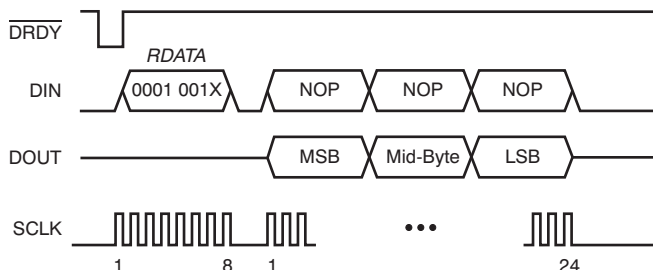 DRDY
RDATA
DIN 0001 001X NOP NOP NOP
DOUT MSB Mid-Byte LSB
SCLK •••
1 8 1 24